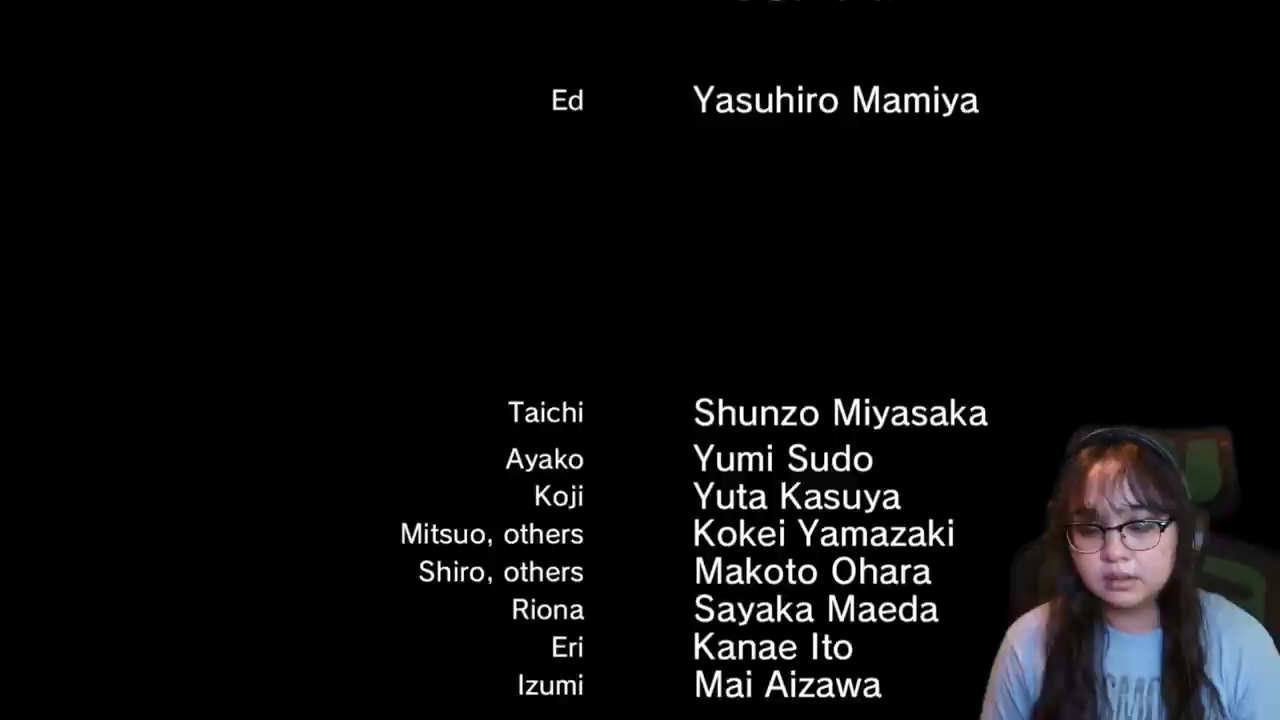 Ed Yasuhiro Mamiya
Taichi Shunzo Miyasaka
Ayako Yumi Sudo
Koji Yuta Kasuya
Mitsuo, others Kokei Yamazaki
Shiro, others Makoto Ohara
Riona Sayaka Maeda
Eri Kanae Ito
Izumi Mai Aizawa